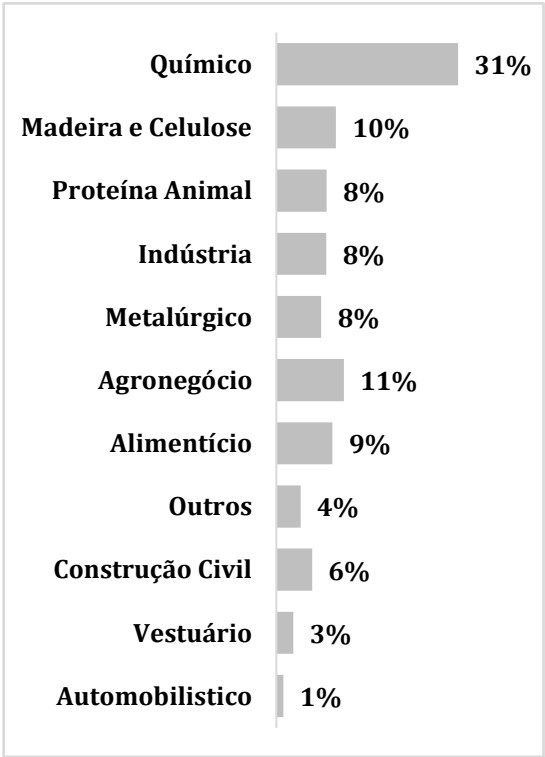 Químico 31%
Madeira e Celulose 10%
Proteína Animal 8%
Indústria 8%
Metalúrgico 8%
Agronegócio 11%
Alimentício 9%
Outros 4%
Construção Civil 6%
Vestuário 3%
Automobilistico 1%